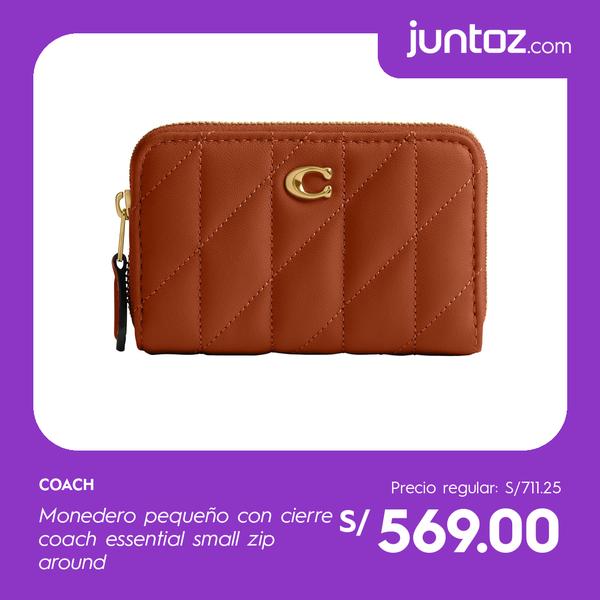 juntoz.com
C
COACH
Precio regular: S/711.25
Monedero pequeño con cierre
coach essential small zip
around
S/ 569.00